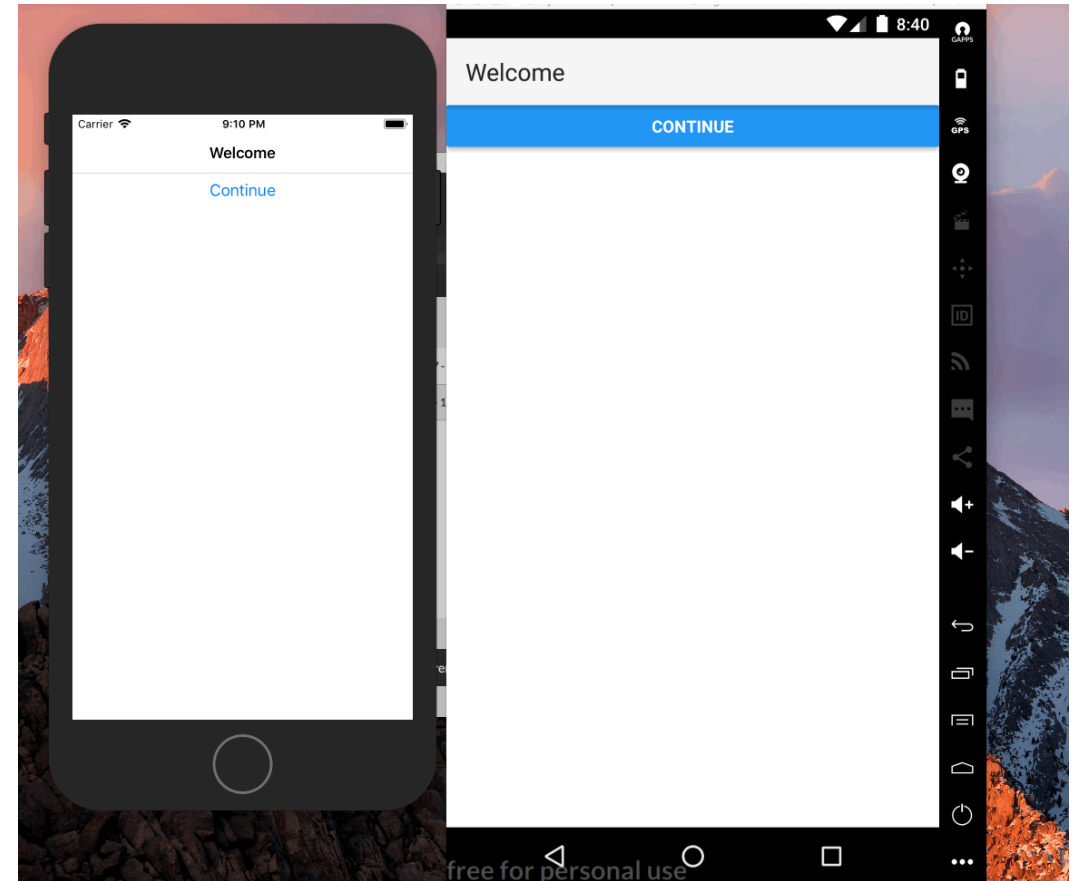 Carrier
9:10 PM
Welcome
Continue
8:40
Welcome
CONTINUE
GAPPS
GPS
ID
free for personal use